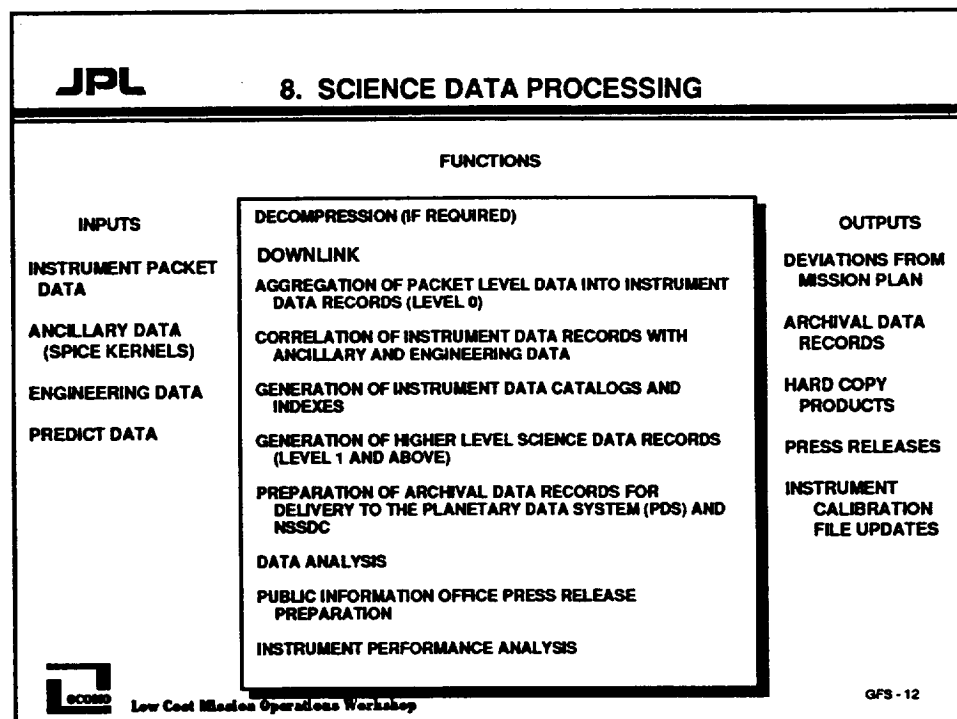 JPL
8. SCIENCE DATA PROCESSING
FUNCTIONS
INPUTS
INSTRUMENT PACKET
DATA
ANCILLARY DATA
(SPICE KERNELS)
ENGINEERING DATA
PREDICT DATA
DECOMPRESSION (IF REQUIRED)
DOWNLINK
AGGREGATION OF PACKET LEVEL DATA INTO INSTRUMENT
DATA RECORDS (LEVEL 0)
CORRELATION OF INSTRUMENT DATA RECORDS WITH
ANCILLARY AND ENGINEERING DATA
GENERATION OF INSTRUMENT DATA CATALOGS AND
INDEXES
GENERATION OF HIGHER LEVEL SCIENCE DATA RECORDS
(LEVEL 1 AND ABOVE)
PREPARATION OF ARCHIVAL DATA RECORDS FOR
DELIVERY TO THE PLANETARY DATA SYSTEM (PDS) AND
NSSDC
DATA ANALYSIS
PUBLIC INFORMATION OFFICE PRESS RELEASE
PREPARATION
INSTRUMENT PERFORMANCE ANALYSIS
OUTPUTS
DEVIATIONS FROM
MISSION PLAN
ARCHIVAL DATA
RECORDS
HARD COPY
PRODUCTS
PRESS RELEASES
INSTRUMENT
CALIBRATION
FILE UPDATES
Low Cost Mission Operations Workshop
GFS - 12